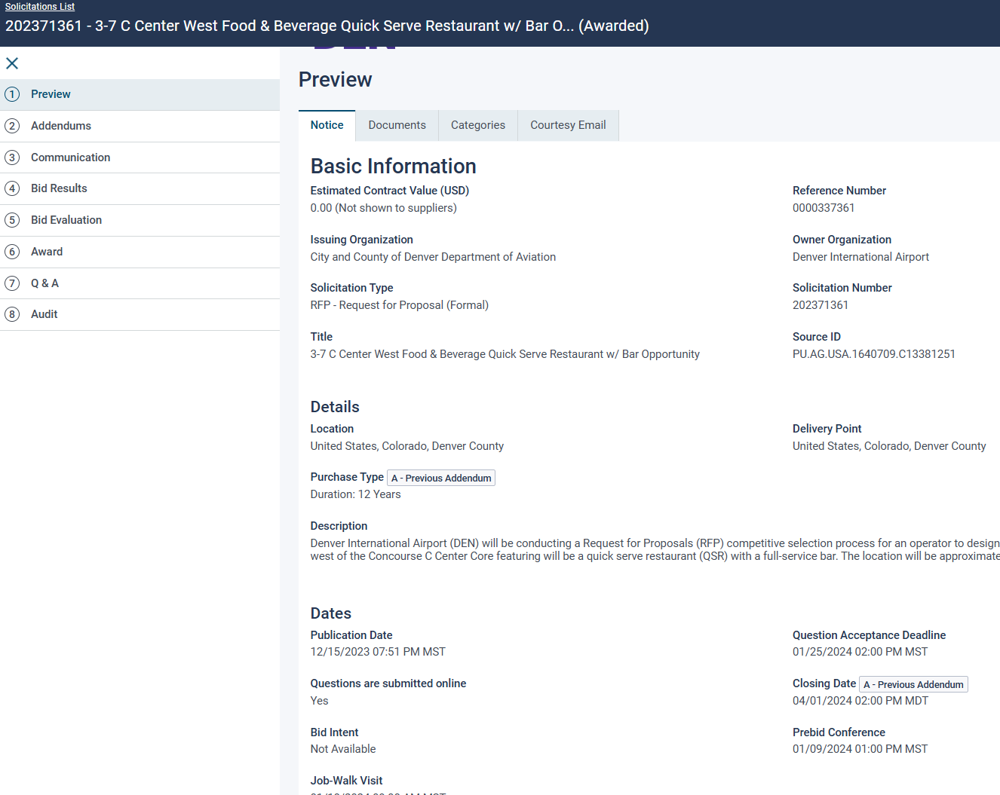 Solicitations List
202371361 - 3-7 C Center West Food & Beverage Quick Serve Restaurant w/ Bar O... (Awarded)
1 Preview
2 Addendums
3 Communication
4 Bid Results
5 Bid Evaluation
6 Award
7 Q & A
8 Audit
Preview
Notice Documents Categories Courtesy Email
Basic Information
Estimated Contract Value (USD)
0.00 (Not shown to suppliers)
Reference Number
0000337361
Issuing Organization
City and County of Denver Department of Aviation
Owner Organization
Denver International Airport
Solicitation Type
RFP - Request for Proposal (Formal)
Solicitation Number
202371361
Title
3-7 C Center West Food & Beverage Quick Serve Restaurant w/ Bar Opportunity
Source ID
PU.AG.USA.1640709.C13381251
Details
Location
United States, Colorado, Denver County
Delivery Point
United States, Colorado, Denver County
Purchase Type A - Previous Addendum
Duration: 12 Years
Description
Denver International Airport (DEN) will be conducting a Request for Proposals (RFP) competitive selection process for an operator to design
west of the Concourse C Center Core featuring will be a quick serve restaurant (QSR) with a full-service bar. The location will be approximate
Dates
Publication Date
12/15/2023 07:51 PM MST
Question Acceptance Deadline
01/25/2024 02:00 PM MST
Questions are submitted online
Yes
Closing Date A - Previous Addendum
04/01/2024 02:00 PM MDT
Bid Intent
Not Available
Prebid Conference
01/09/2024 01:00 PM MST
Job-Walk Visit